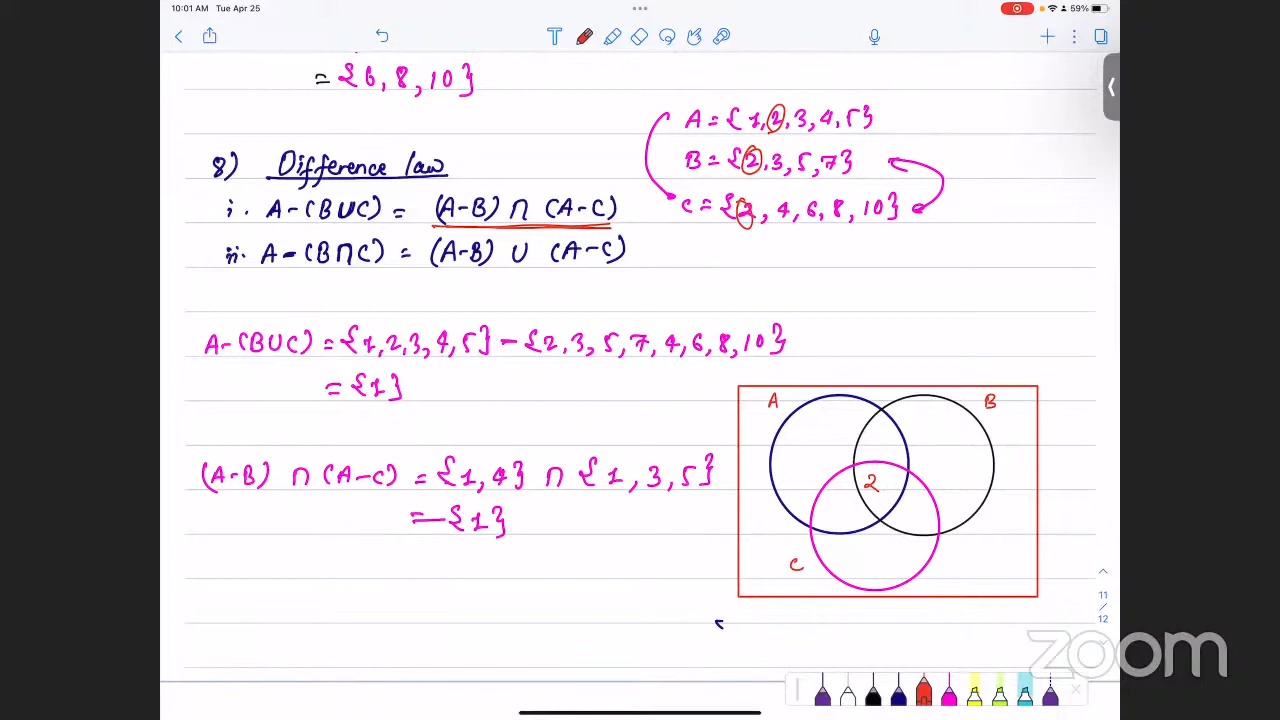 10:01 AM Tue Apr 25
59%
= {6, 8, 10}
A = {1, 2, 3, 4, 5}
B = {2, 3, 5, 7}
C = {2, 4, 6, 8, 10}
8) Difference law
i. A-(B∪C) = (A-B) ∩ (A-C)
ii. A-(B∩C) = (A-B) ∪ (A-C)
A-(B∪C) = {1, 2, 3, 4, 5} - {2, 3, 5, 7, 4, 6, 8, 10}
= {1}
(A-B) ∩ (A-C) = {1, 4} ∩ {1, 3, 5}
= {1}
A
B
2
C
11
/
12
zoom